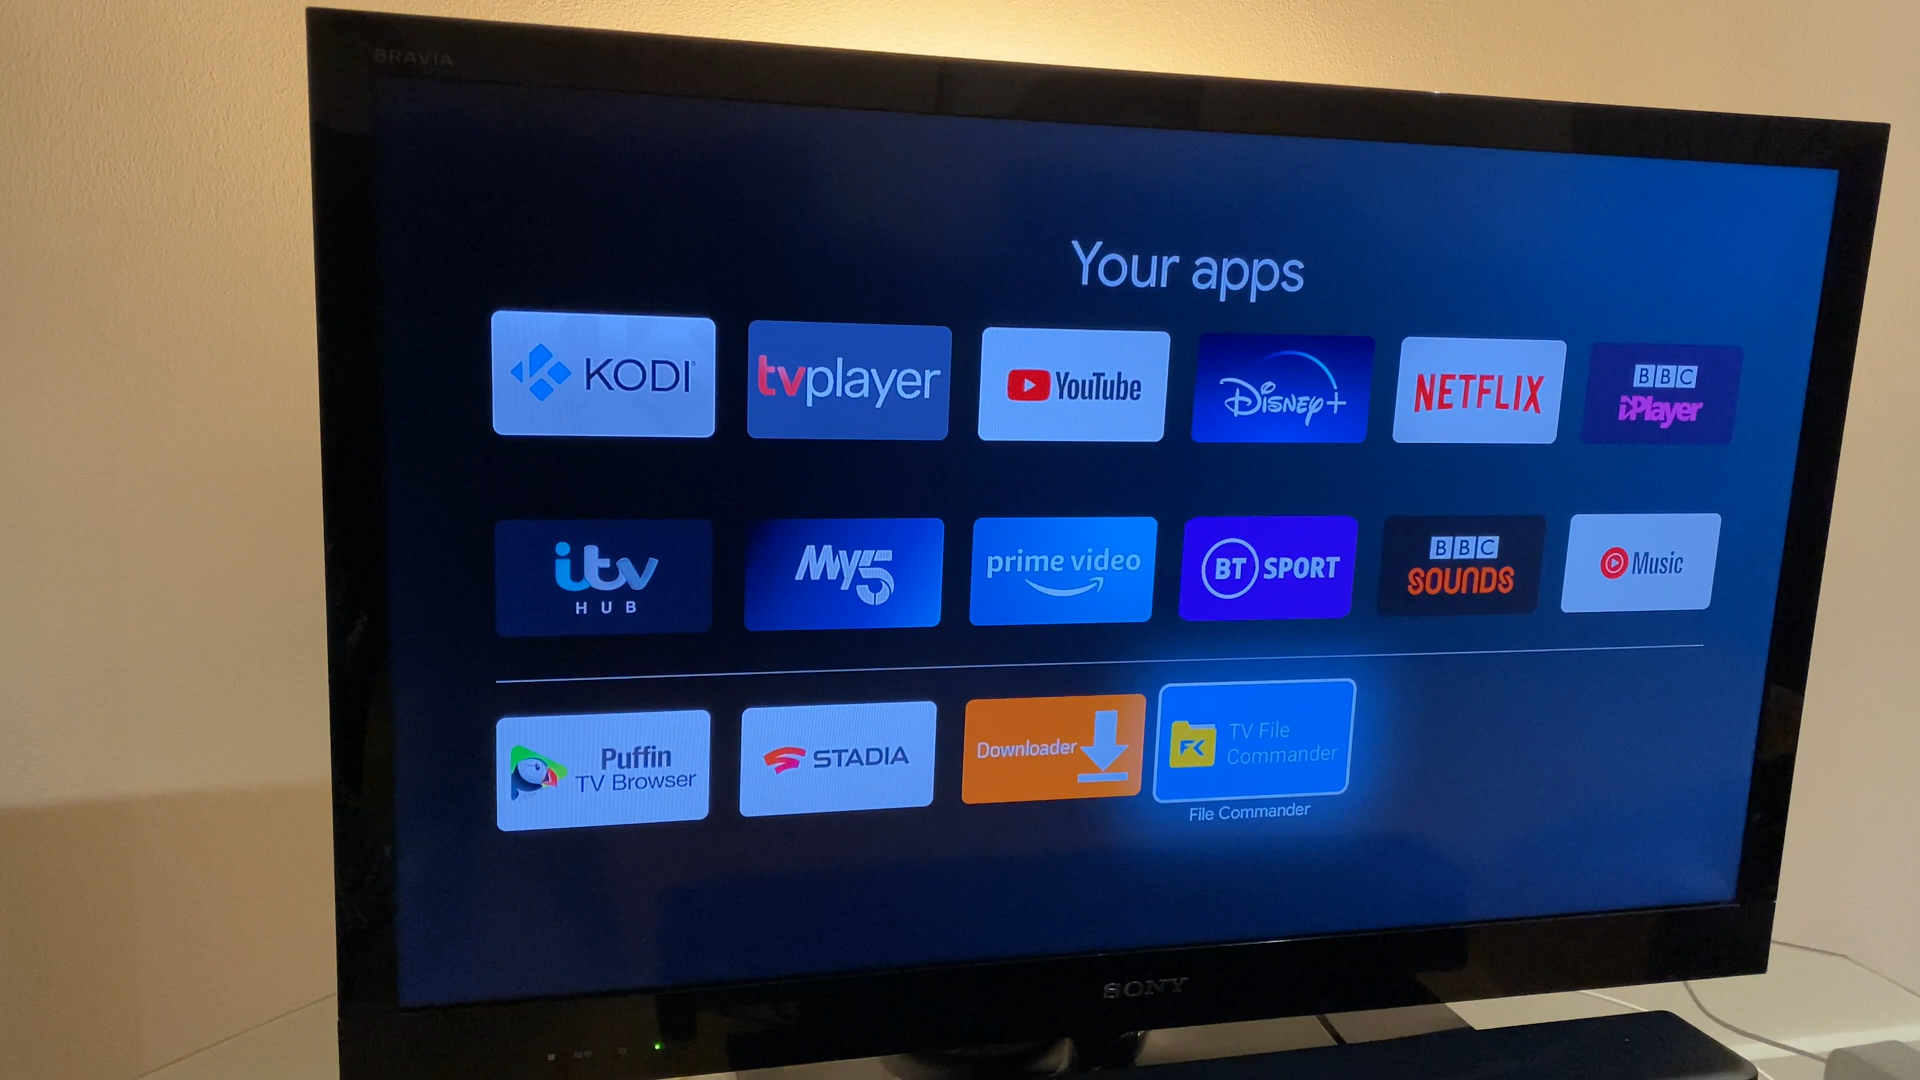 BRAVIA
Your apps
KODI
tvplayer
YouTube
Disney+
NETFLIX
BBC
iPlayer
itv
HUB
My5
prime video
BT SPORT
BBC
SOUNDS
Music
Puffin
TV Browser
STADIA
Downloader
FK
TV File
Commander
File Commander
SONY